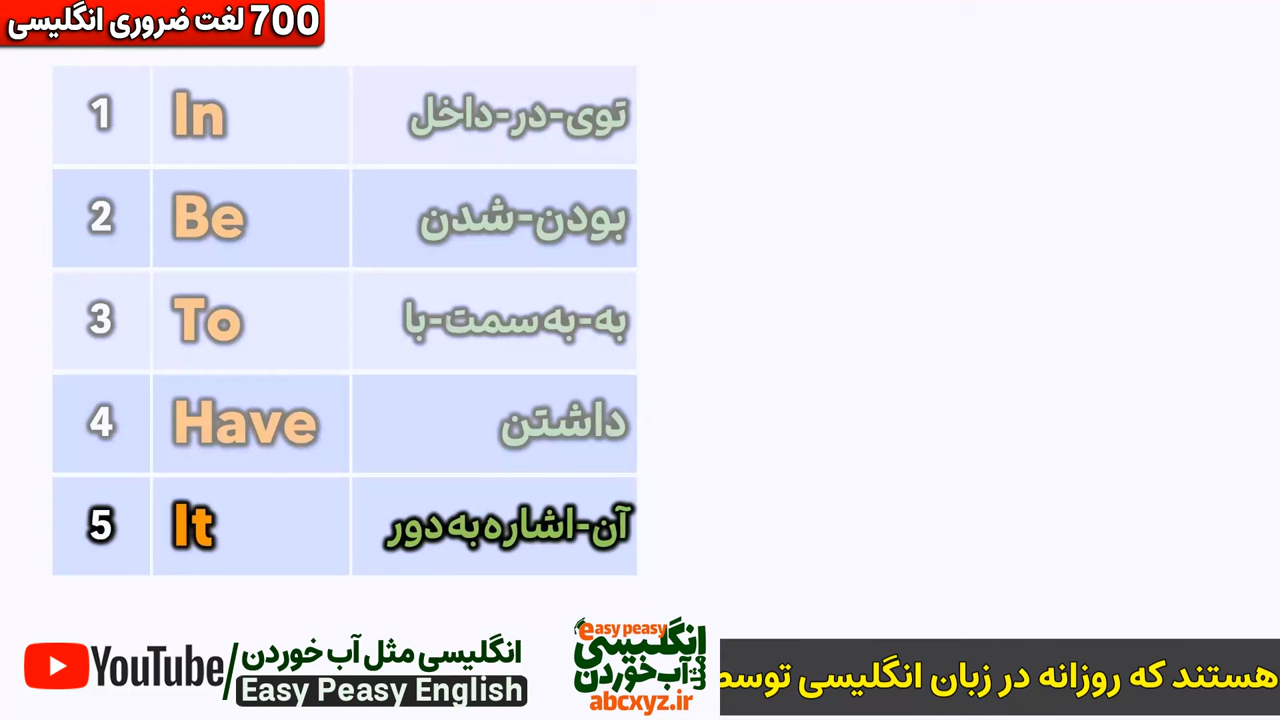 700 لغت ضروری انگلیسی
1 In توی-در-داخل
2 Be بودن-شدن
3 To به-به سمت-با
4 Have داشتن
5 It آن-اشاره به دور
YouTube/انگلیسی مثل آب خوردن
Easy Peasy English
easy peasy
انگلیسی
مثل آب خوردن
abcxyz.ir
هستند که روزانه در زبان انگلیسی